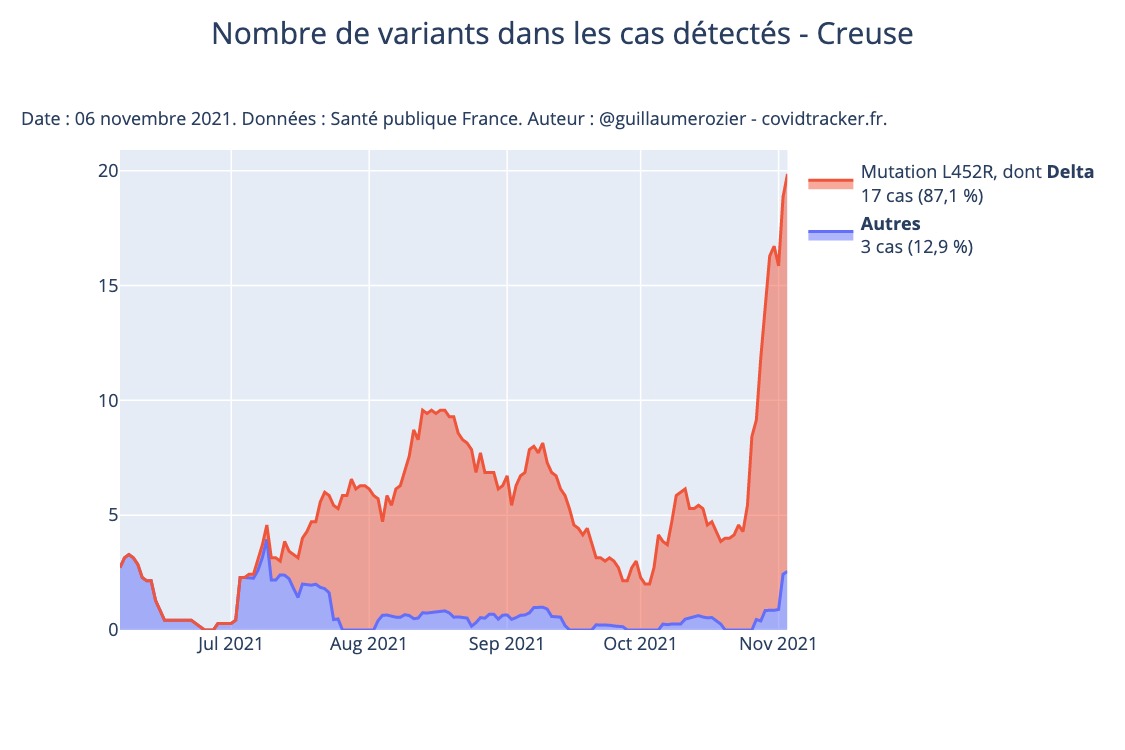 Nombre de variants dans les cas détectés - Creuse
Date : 06 novembre 2021. Données : Santé publique France. Auteur : @guillaumerozier - covidtracker.fr.
Mutation L452R, dont Delta
17 cas (87,1 %)
Autres
3 cas (12,9 %)
20
15
10
5
0
Jul 2021
Aug 2021
Sep 2021
Oct 2021
Nov 2021